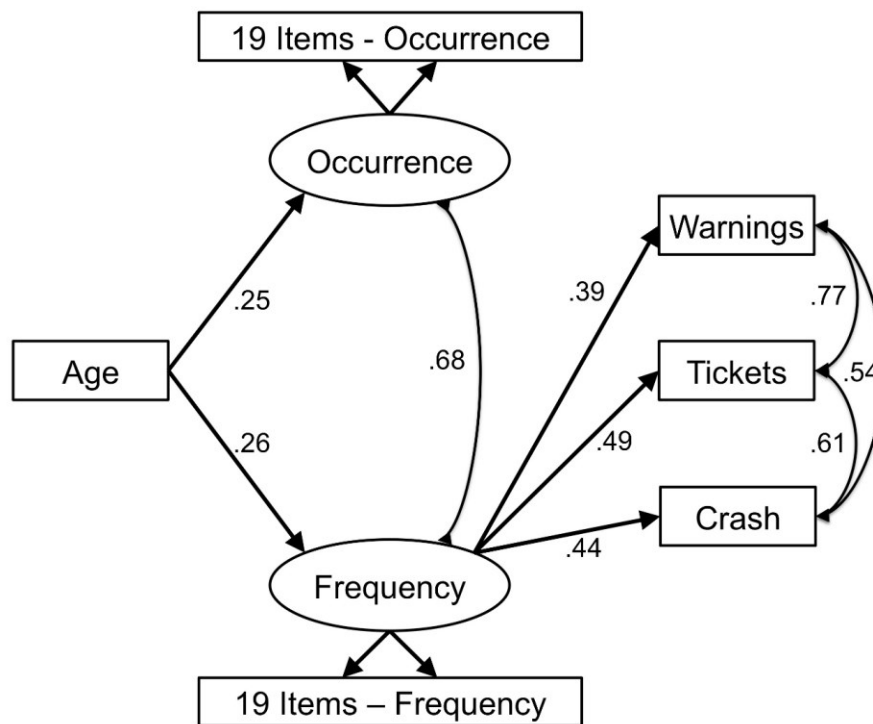 19 Items - Occurrence
Occurrence
Warnings
.39
.77
.25
Age
.68
Tickets
.54
.26
.49
.61
Crash
.44
Frequency
19 Items – Frequency